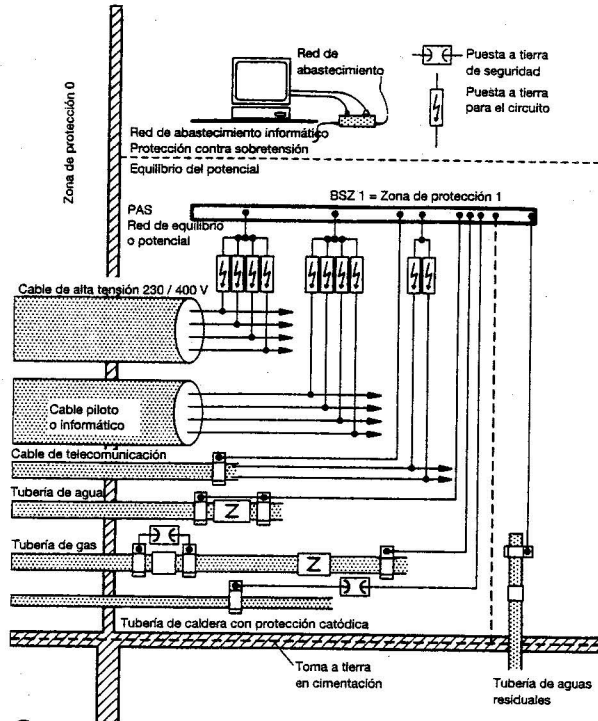 Zona de protección 0
Red de
abastecimiento
Puesta a tierra
de seguridad
Puesta a tierra
para el circuito
Red de abastecimiento informático
Protección contra sobretensión
Equilibrio del potencial
BSZ 1 = Zona de protección 1
PAS
Red de equilibrio
o potencial
Cable de alta tensión 230 / 400 V
Cable piloto
o informático
Cable de telecomunicación
Tubería de agua
Z
Tubería de gas
Z
Tubería de caldera con protección catódica
Toma a tierra
en cimentación
Tubería de aguas
residuales